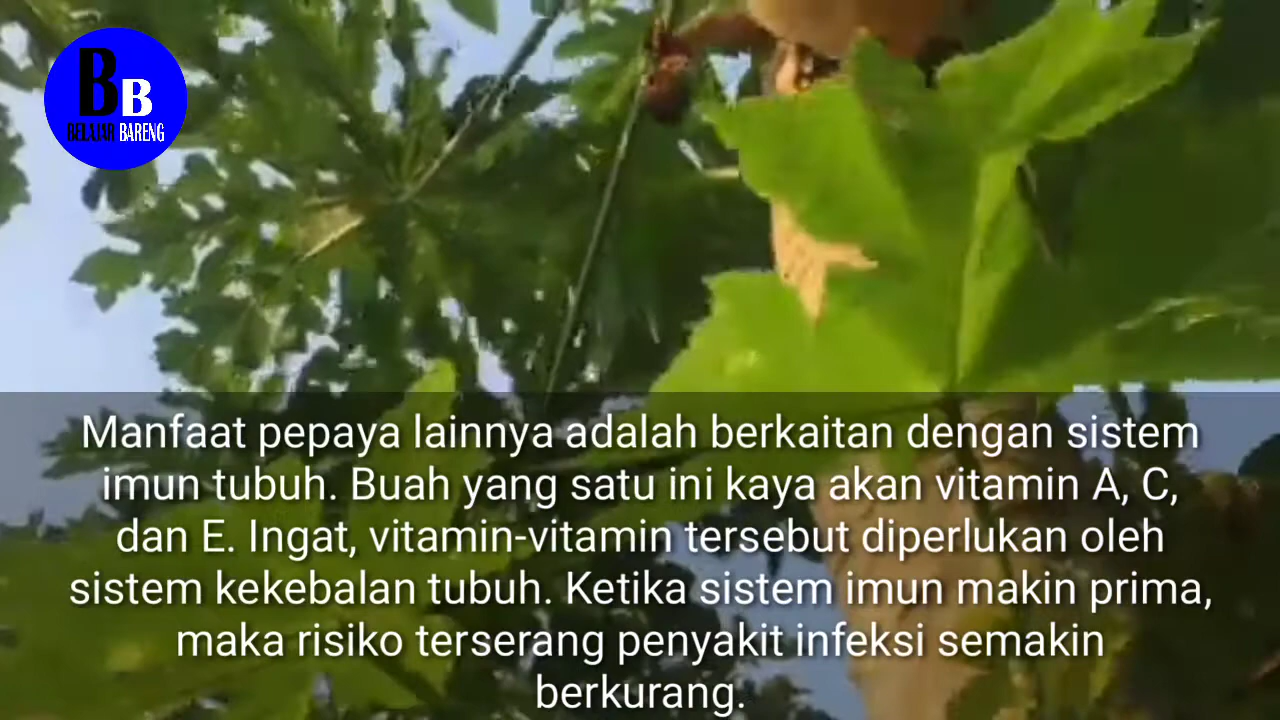 BB
BELAJAR BARENG
Manfaat pepaya lainnya adalah berkaitan dengan sistem
imun tubuh. Buah yang satu ini kaya akan vitamin A, C,
dan E. Ingat, vitamin-vitamin tersebut diperlukan oleh
sistem kekebalan tubuh. Ketika sistem imun makin prima,
maka risiko terserang penyakit infeksi semakin
berkurang.